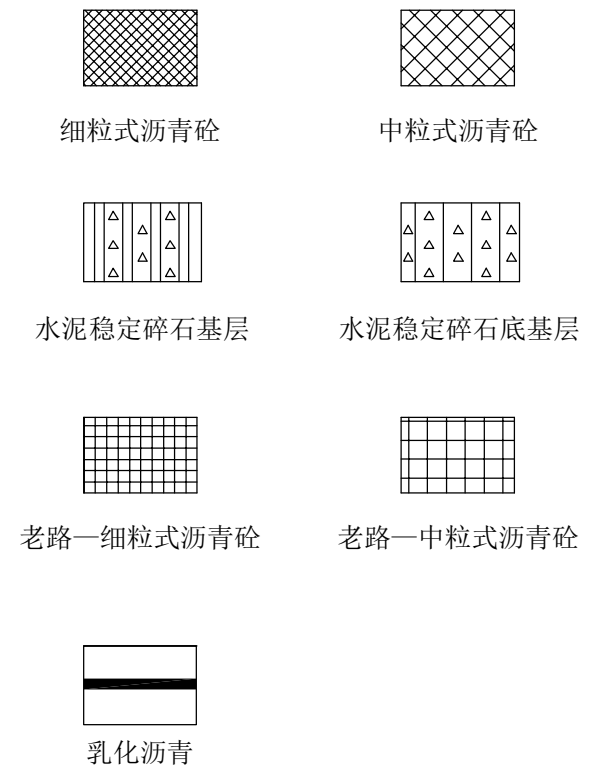 细粒式沥青砼
中粒式沥青砼
水泥稳定碎石基层
水泥稳定碎石底基层
老路—细粒式沥青砼
老路—中粒式沥青砼
乳化沥青